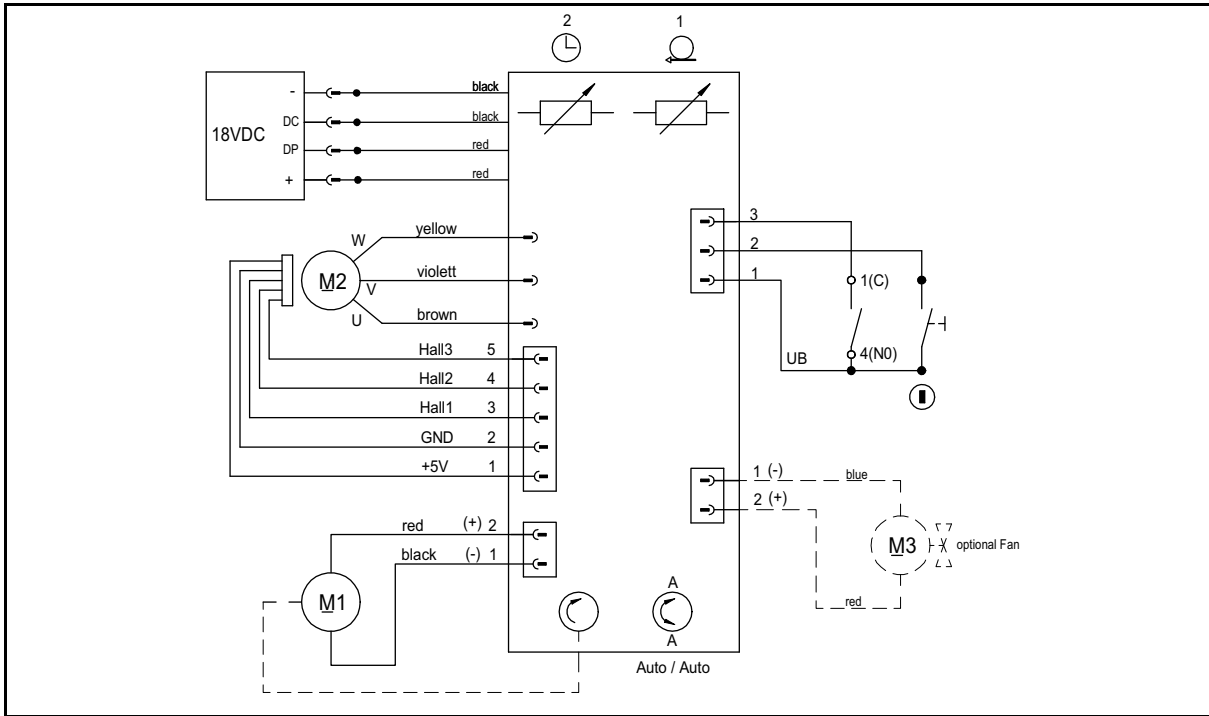 2 1
- black
DC black
18VDC
DP red
+ red
W yellow
M2 V violett
U brown
Hall3 5
Hall2 4
Hall1 3
GND 2
+5V 1
red (+) 2
black (-) 1
M1
3
2
1
1(C)
4(N0)
UB
1 (-) blue
2 (+)
M3 optional Fan
red
A
A
Auto / Auto